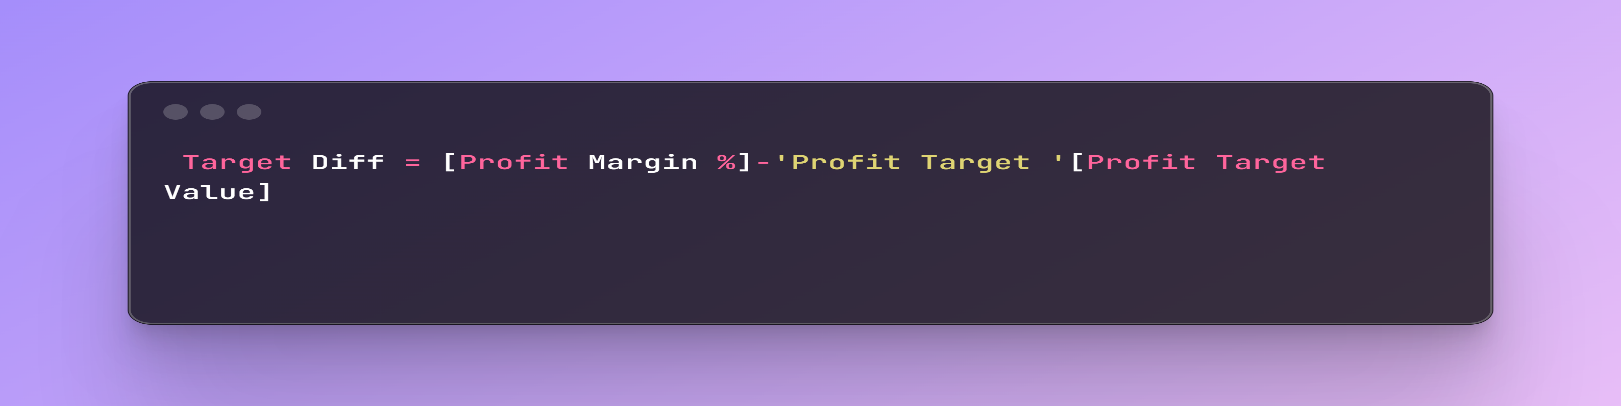 Target Diff = [Profit Margin %]-'Profit Target '[Profit Target
Value]